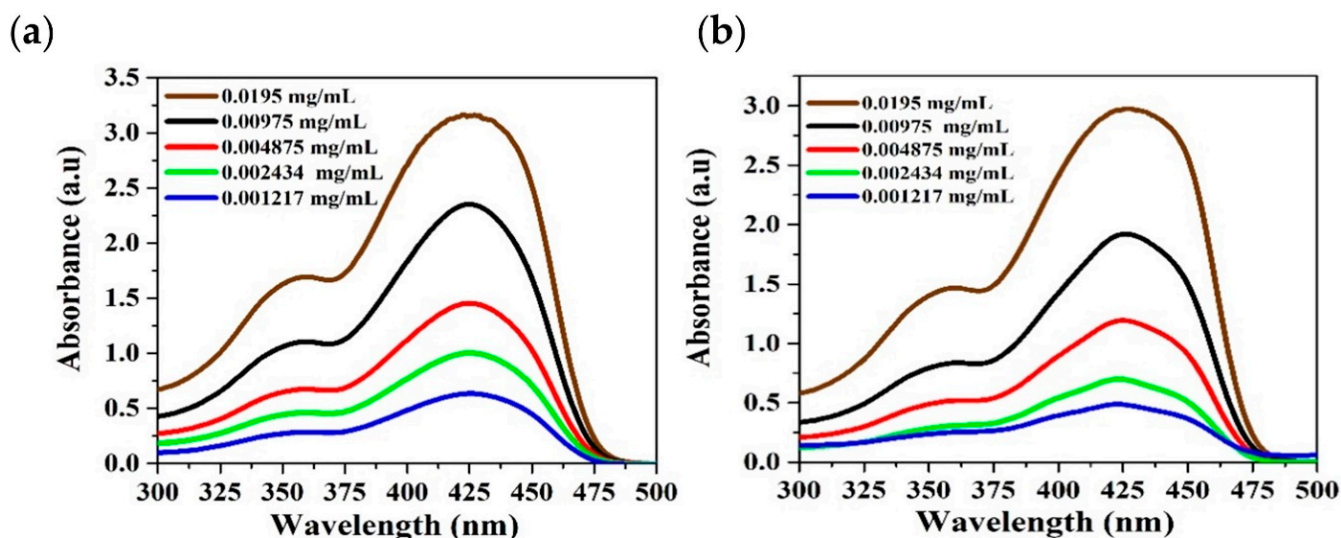 (a)
(b)
3.5
3.0
2.5
2.0
1.5
1.0
0.5
0.0
Absorbance (a.u)
0.0195 mg/mL
0.00975 mg/mL
0.004875 mg/mL
0.002434 mg/mL
0.001217 mg/mL
300 325 350 375 400 425 450 475 500
Wavelength (nm)
3.0
2.5
2.0
1.5
1.0
0.5
0.0
Absorbance (a.u)
0.0195 mg/mL
0.00975 mg/mL
0.004875 mg/mL
0.002434 mg/mL
0.001217 mg/mL
300 325 350 375 400 425 450 475 500
Wavelength (nm)